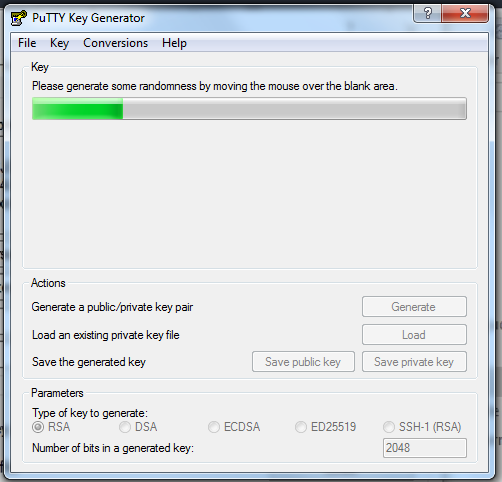 PuTTY Key Generator
?
File Key Conversions Help
Key
Please generate some randomness by moving the mouse over the blank area.
Actions
Generate a public/private key pair Generate
Load an existing private key file Load
Save the generated key Save public key Save private key
Parameters
Type of key to generate:
RSA DSA ECDSA ED25519 SSH-1 (RSA)
Number of bits in a generated key: 2048